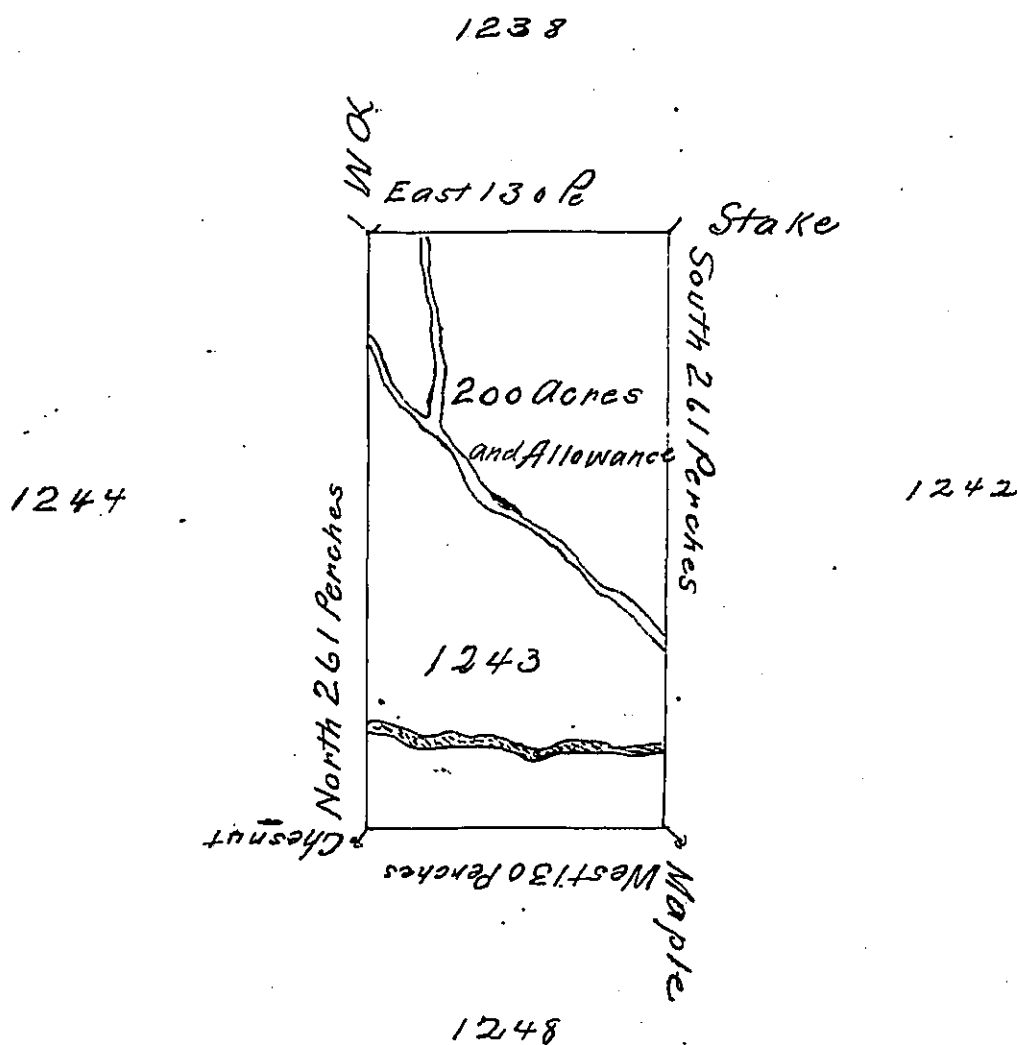 1238
W O
East 130 Pe
Stake
South 261 Perches
200 Acres
and Allowance
1244
1242
North 261 Perches
1243
Chesnut
West 130 Perches
Maple
1248